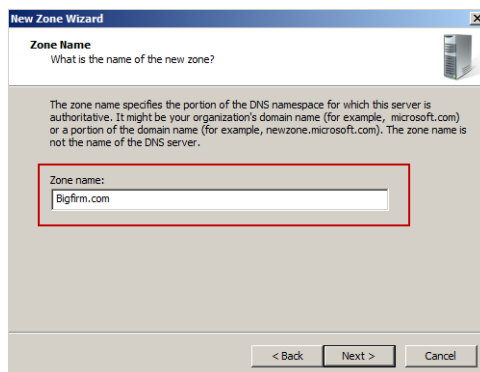 New Zone Wizard
Zone Name
What is the name of the new zone?
The zone name specifies the portion of the DNS namespace for which this server is
authoritative. It might be your organization's domain name (for example, microsoft.com)
or a portion of the domain name (for example, newzone.microsoft.com). The zone name is
not the name of the DNS server.
Zone name:
Bigfirm.com
< Back
Next >
Cancel